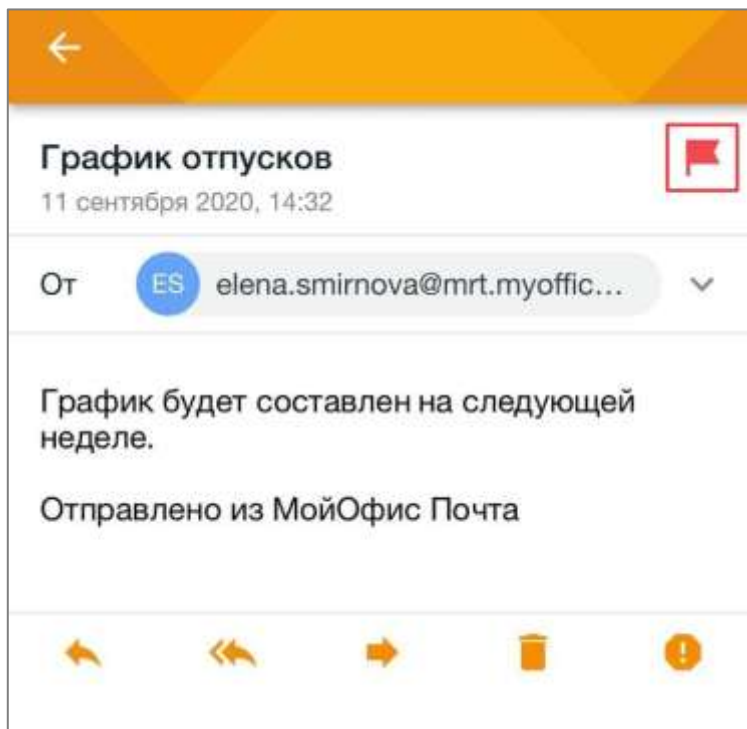 График отпусков
11 сентября 2020, 14:32
От ES elena.smirnova@mrt.myoffic...
График будет составлен на следующей
неделе.
Отправлено из МойОфис Почта